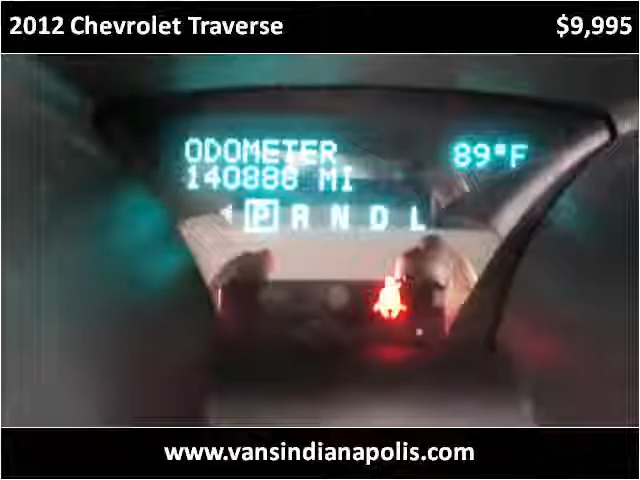 2012 Chevrolet Traverse $9,995
ODOMETER 89°F
140888 MI
P R N D L
www.vansindianapolis.com